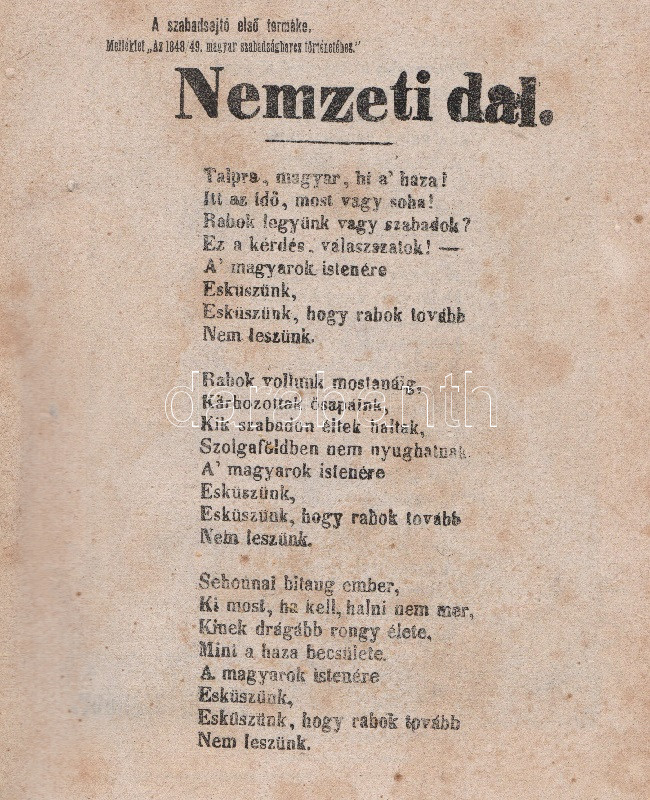 A szabadsajtó első terméke.
Melléklet „Az 1848/49. magyar szabadságharcz történetéhez."
Nemzeti dal.
Talpra, magyar, hi a' haza!
Itt az idő, most vagy soha!
Rabok legyünk vagy szabadok?
Ez a kérdés, válaszszatok! —
A' magyarok istenére
Esküszünk,
Esküszünk, hogy rabok tovább
Nem leszünk.
Rabok voltunk mostanáig,
Kárhozottak ősapáink,
Kik szabadon éltek haltak,
Szolgaföldben nem nyughatnak.
A' magyarok istenére
Esküszünk,
Esküszünk, hogy rabok tovább
Nem leszünk.
Sehonnai bitang ember,
Ki most, ha kell, halni nem mer,
Kinek drágább rongy élete,
Mint a haza becsülete.
A magyarok istenére
Esküszünk,
Esküszünk, hogy rabok tovább
Nem leszünk.
darabanth